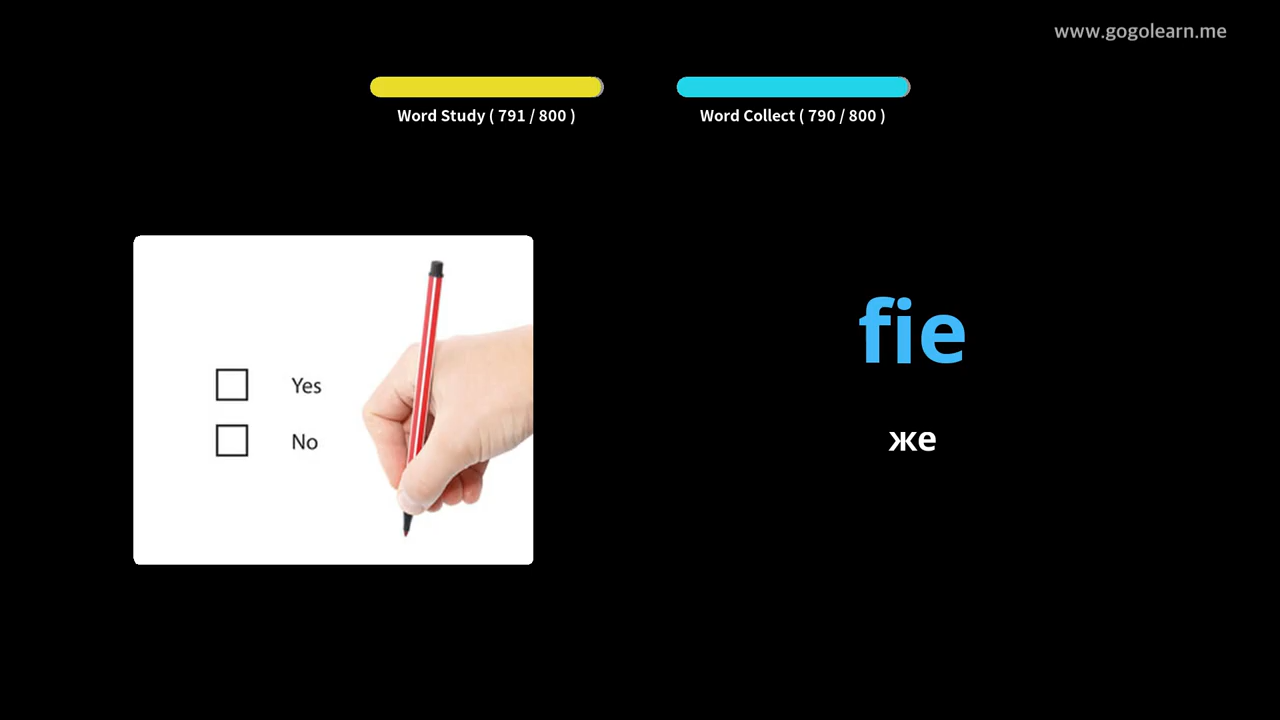 www.gogolearn.me
Word Study ( 791 / 800 )
Word Collect ( 790 / 800 )
Yes
No
fie
же